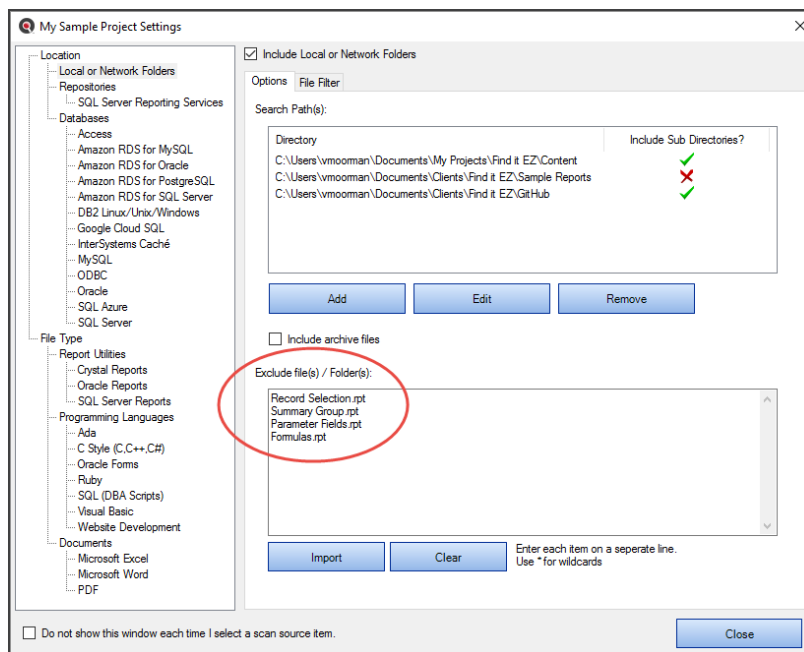 My Sample Project Settings
Location
Local or Network Folders
Repositories
SQL Server Reporting Services
Databases
Access
Amazon RDS for MySQL
Amazon RDS for Oracle
Amazon RDS for PostgreSQL
Amazon RDS for SQL Server
DB2 Linux/Unix/Windows
Google Cloud SQL
InterSystems Caché
MySQL
ODBC
Oracle
SQL Azure
SQL Server
File Type
Report Utilities
Crystal Reports
Oracle Reports
SQL Server Reports
Programming Languages
Ada
C Style (C,C++,C#)
Oracle Forms
Ruby
SQL (DBA Scripts)
Visual Basic
Website Development
Documents
Microsoft Excel
Microsoft Word
PDF
Include Local or Network Folders
Options File Filter
Search Path(s):
Directory Include Sub Directories?
C:\Users\vmoorman\Documents\My Projects\Find it EZ\Content
C:\Users\vmoorman\Documents\Clients\Find it EZ\Sample Reports
C:\Users\vmoorman\Documents\Clients\Find it EZ\GitHub
Add Edit Remove
Include archive files
Exclude file(s) / Folder(s):
Record Selection.rpt
Summary Group.rpt
Parameter Fields.rpt
Formulas.rpt
Import Clear
Enter each item on a seperate line.
Use * for wildcards
Do not show this window each time I select a scan source item.
Close